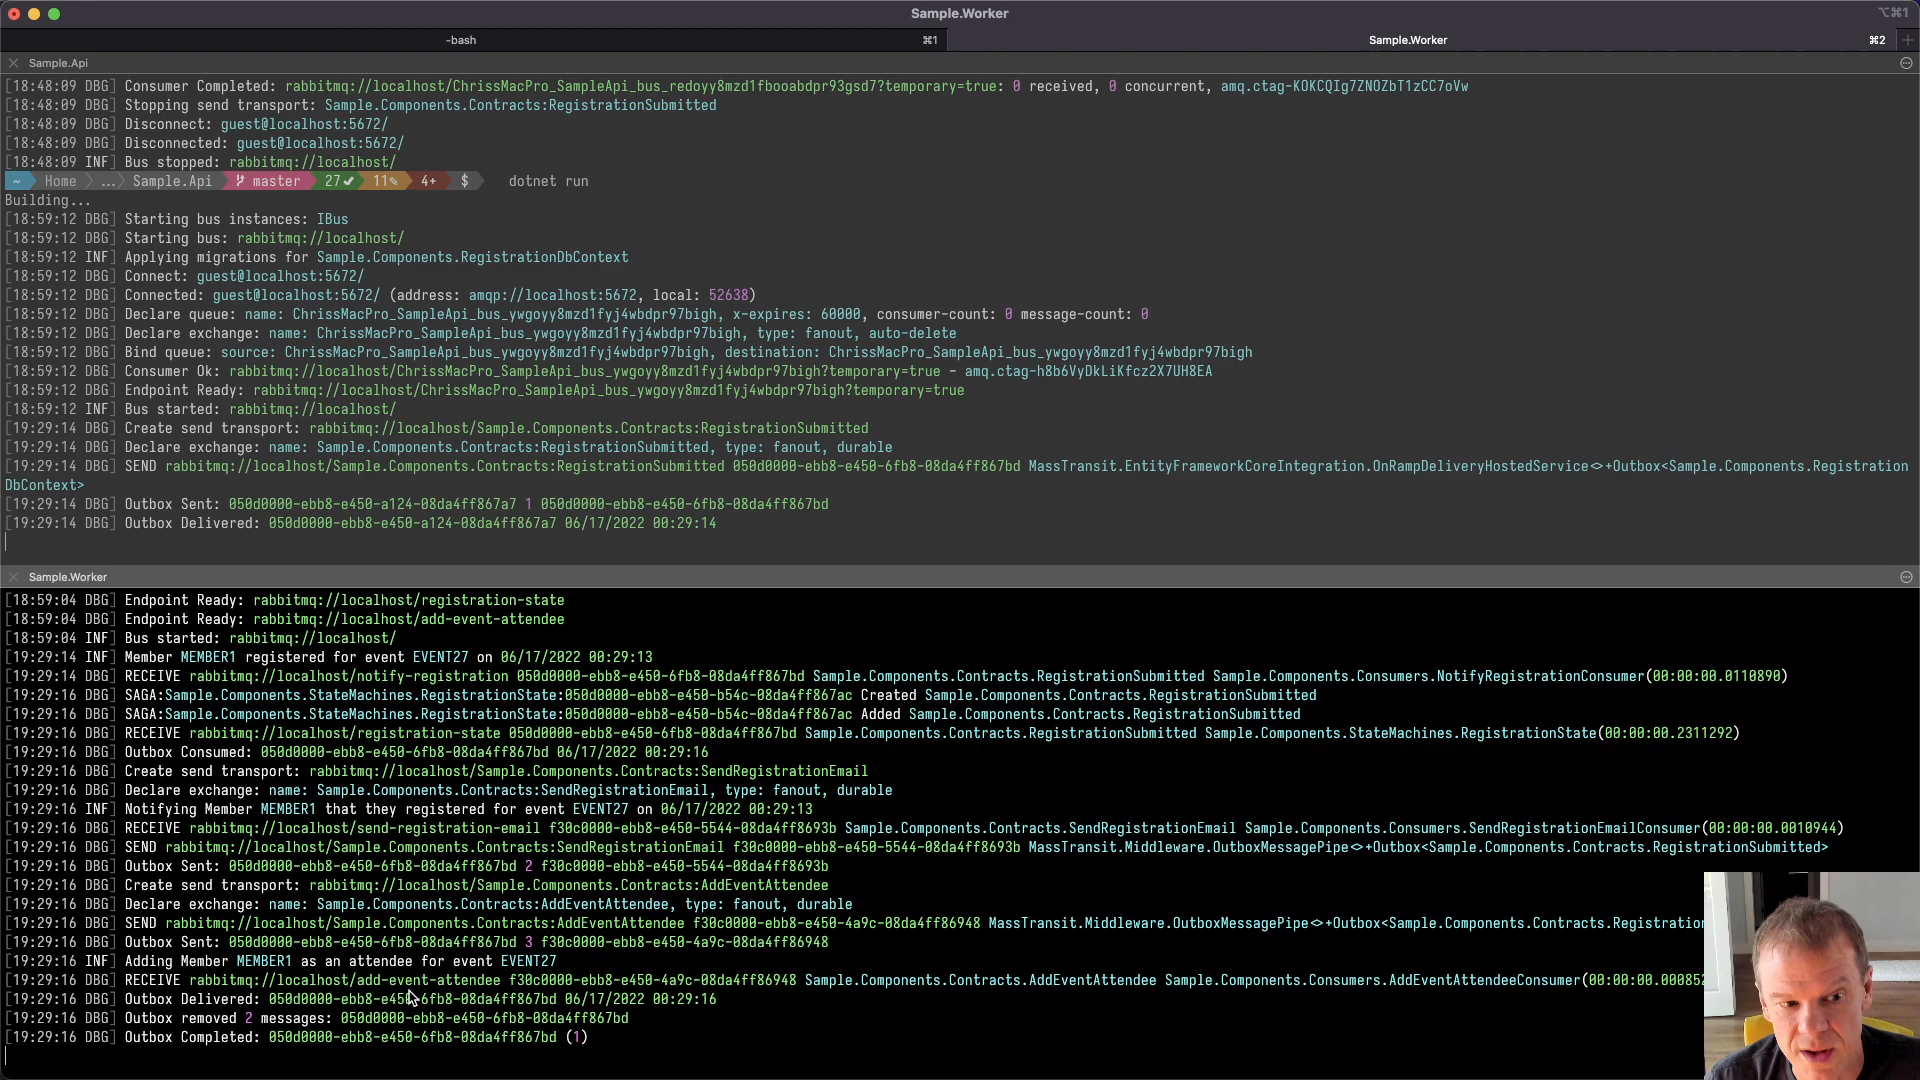 Sample.Worker
⌥⌘1
-bash
⌘1
Sample.Worker
⌘2
Sample.Api
[18:48:09 DBG] Consumer Completed: rabbitmq://localhost/ChrissMacPro_SampleApi_bus_redoyy8mzd1fbooabdpr93gsd7?temporary=true: 0 received, 0 concurrent, amq.ctag-KOKCQIg7ZNOZbT1zCC7oVw
[18:48:09 DBG] Stopping send transport: Sample.Components.Contracts:RegistrationSubmitted
[18:48:09 DBG] Disconnect: guest@localhost:5672/
[18:48:09 DBG] Disconnected: guest@localhost:5672/
[18:48:09 INF] Bus stopped: rabbitmq://localhost/
~ Home ... Sample.Api master 27✔ 11✎ 4+ $ dotnet run
Building...
[18:59:12 DBG] Starting bus instances: IBus
[18:59:12 DBG] Starting bus: rabbitmq://localhost/
[18:59:12 INF] Applying migrations for Sample.Components.RegistrationDbContext
[18:59:12 DBG] Connect: guest@localhost:5672/
[18:59:12 DBG] Connected: guest@localhost:5672/ (address: amqp://localhost:5672, local: 52638)
[18:59:12 DBG] Declare queue: name: ChrissMacPro_SampleApi_bus_ywgoyy8mzd1fyj4wbdpr97bigh, x-expires: 60000, consumer-count: 0 message-count: 0
[18:59:12 DBG] Declare exchange: name: ChrissMacPro_SampleApi_bus_ywgoyy8mzd1fyj4wbdpr97bigh, type: fanout, auto-delete
[18:59:12 DBG] Bind queue: source: ChrissMacPro_SampleApi_bus_ywgoyy8mzd1fyj4wbdpr97bigh, destination: ChrissMacPro_SampleApi_bus_ywgoyy8mzd1fyj4wbdpr97bigh
[18:59:12 DBG] Consumer Ok: rabbitmq://localhost/ChrissMacPro_SampleApi_bus_ywgoyy8mzd1fyj4wbdpr97bigh?temporary=true - amq.ctag-h8b6VyDkLiKfcz2X7UH8EA
[18:59:12 DBG] Endpoint Ready: rabbitmq://localhost/ChrissMacPro_SampleApi_bus_ywgoyy8mzd1fyj4wbdpr97bigh?temporary=true
[18:59:12 INF] Bus started: rabbitmq://localhost/
[19:29:14 DBG] Create send transport: rabbitmq://localhost/Sample.Components.Contracts:RegistrationSubmitted
[19:29:14 DBG] Declare exchange: name: Sample.Components.Contracts:RegistrationSubmitted, type: fanout, durable
[19:29:14 DBG] SEND rabbitmq://localhost/Sample.Components.Contracts:RegistrationSubmitted 050d0000-ebb8-e450-6fb8-08da4ff867bd MassTransit.EntityFrameworkCoreIntegration.OnRampDeliveryHostedService<>+Outbox<Sample.Components.Registration
DbContext>
[19:29:14 DBG] Outbox Sent: 050d0000-ebb8-e450-a124-08da4ff867a7 1 050d0000-ebb8-e450-6fb8-08da4ff867bd
[19:29:14 DBG] Outbox Delivered: 050d0000-ebb8-e450-a124-08da4ff867a7 06/17/2022 00:29:14
Sample.Worker
[18:59:04 DBG] Endpoint Ready: rabbitmq://localhost/registration-state
[18:59:04 DBG] Endpoint Ready: rabbitmq://localhost/add-event-attendee
[18:59:04 INF] Bus started: rabbitmq://localhost/
[19:29:14 INF] Member MEMBER1 registered for event EVENT27 on 06/17/2022 00:29:13
[19:29:14 DBG] RECEIVE rabbitmq://localhost/notify-registration 050d0000-ebb8-e450-6fb8-08da4ff867bd Sample.Components.Contracts.RegistrationSubmitted Sample.Components.Consumers.NotifyRegistrationConsumer(00:00:00.0110890)
[19:29:16 DBG] SAGA:Sample.Components.StateMachines.RegistrationState:050d0000-ebb8-e450-b54c-08da4ff867ac Created Sample.Components.Contracts.RegistrationSubmitted
[19:29:16 DBG] SAGA:Sample.Components.StateMachines.RegistrationState:050d0000-ebb8-e450-b54c-08da4ff867ac Added Sample.Components.Contracts.RegistrationSubmitted
[19:29:16 DBG] RECEIVE rabbitmq://localhost/registration-state 050d0000-ebb8-e450-6fb8-08da4ff867bd Sample.Components.Contracts.RegistrationSubmitted Sample.Components.StateMachines.RegistrationState(00:00:00.2311292)
[19:29:16 DBG] Outbox Consumed: 050d0000-ebb8-e450-6fb8-08da4ff867bd 06/17/2022 00:29:16
[19:29:16 DBG] Create send transport: rabbitmq://localhost/Sample.Components.Contracts:SendRegistrationEmail
[19:29:16 DBG] Declare exchange: name: Sample.Components.Contracts:SendRegistrationEmail, type: fanout, durable
[19:29:16 INF] Notifying Member MEMBER1 that they registered for event EVENT27 on 06/17/2022 00:29:13
[19:29:16 DBG] RECEIVE rabbitmq://localhost/send-registration-email f30c0000-ebb8-e450-5544-08da4ff8693b Sample.Components.Contracts.SendRegistrationEmail Sample.Components.Consumers.SendRegistrationEmailConsumer(00:00:00.0010944)
[19:29:16 DBG] SEND rabbitmq://localhost/Sample.Components.Contracts:SendRegistrationEmail f30c0000-ebb8-e450-5544-08da4ff8693b MassTransit.Middleware.OutboxMessagePipe<>+Outbox<Sample.Components.Contracts.RegistrationSubmitted>
[19:29:16 DBG] Outbox Sent: 050d0000-ebb8-e450-6fb8-08da4ff867bd 2 f30c0000-ebb8-e450-5544-08da4ff8693b
[19:29:16 DBG] Create send transport: rabbitmq://localhost/Sample.Components.Contracts:AddEventAttendee
[19:29:16 DBG] Declare exchange: name: Sample.Components.Contracts:AddEventAttendee, type: fanout, durable
[19:29:16 DBG] SEND rabbitmq://localhost/Sample.Components.Contracts:AddEventAttendee f30c0000-ebb8-e450-4a9c-08da4ff86948 MassTransit.Middleware.OutboxMessagePipe<>+Outbox<Sample.Components.Contracts.Registration
[19:29:16 DBG] Outbox Sent: 050d0000-ebb8-e450-6fb8-08da4ff867bd 3 f30c0000-ebb8-e450-4a9c-08da4ff86948
[19:29:16 INF] Adding Member MEMBER1 as an attendee for event EVENT27
[19:29:16 DBG] RECEIVE rabbitmq://localhost/add-event-attendee f30c0000-ebb8-e450-4a9c-08da4ff86948 Sample.Components.Contracts.AddEventAttendee Sample.Components.Consumers.AddEventAttendeeConsumer(00:00:00.000852
[19:29:16 DBG] Outbox Delivered: 050d0000-ebb8-e450-6fb8-08da4ff867bd 06/17/2022 00:29:16
[19:29:16 DBG] Outbox removed 2 messages: 050d0000-ebb8-e450-6fb8-08da4ff867bd
[19:29:16 DBG] Outbox Completed: 050d0000-ebb8-e450-6fb8-08da4ff867bd (1)